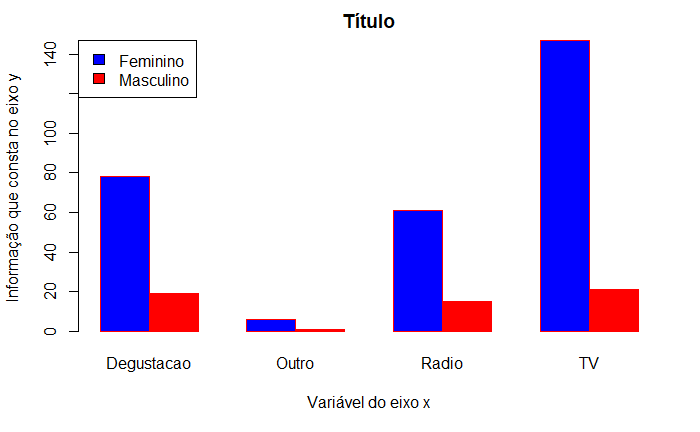 Título
Feminino
Masculino
Informação que consta no eixo y
140
100
80
60
40
20
0
Degustacao Outro Radio TV
Variável do eixo x